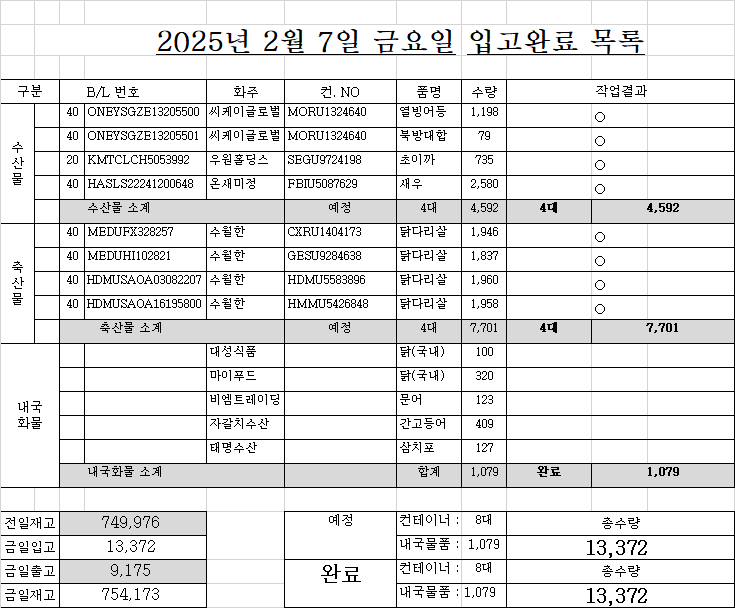 2025년 2월 7일 금요일 입고완료 목록
구분 B/L 번호 화주 컨. NO 품명 수량 작업결과
수산물
40 ONEYSGZE13205500 씨케이글로벌 MORU1324640 열빙어등 1,198 ○
40 ONEYSGZE13205501 씨케이글로벌 MORU1324640 북방대합 79 ○
20 KMTCLCH5053992 우원홀딩스 SEGU9724198 초이까 735 ○
40 HASLS22241200648 온새미정 FBIU5087629 새우 2,580 ○
수산물 소계 예정 4대 4,592 4대 4,592
축산물
40 MEDUFX328257 수월한 CXRU1404173 닭다리살 1,946 ○
40 MEDUHI102821 수월한 GESU9284638 닭다리살 1,837 ○
40 HDMUSAOA03082207 수월한 HDMU5583896 닭다리살 1,960 ○
40 HDMUSAOA16195800 수월한 HMMU5426848 닭다리살 1,958 ○
축산물 소계 예정 4대 7,701 4대 7,701
내국
화물
대성식품 닭(국내) 100
마이푸드 닭(국내) 320
비엠트레이딩 문어 123
자갈치수산 간고등어 409
태명수산 삼치포 127
내국화물 소계 합계 1,079 완료 1,079
전일재고 749,976 예정 컨테이너 : 8대 총수량
금일입고 13,372 내국물품 : 1,079 13,372
금일출고 9,175 완료 컨테이너 : 8대 총수량
금일재고 754,173 내국물품 : 1,079 13,372